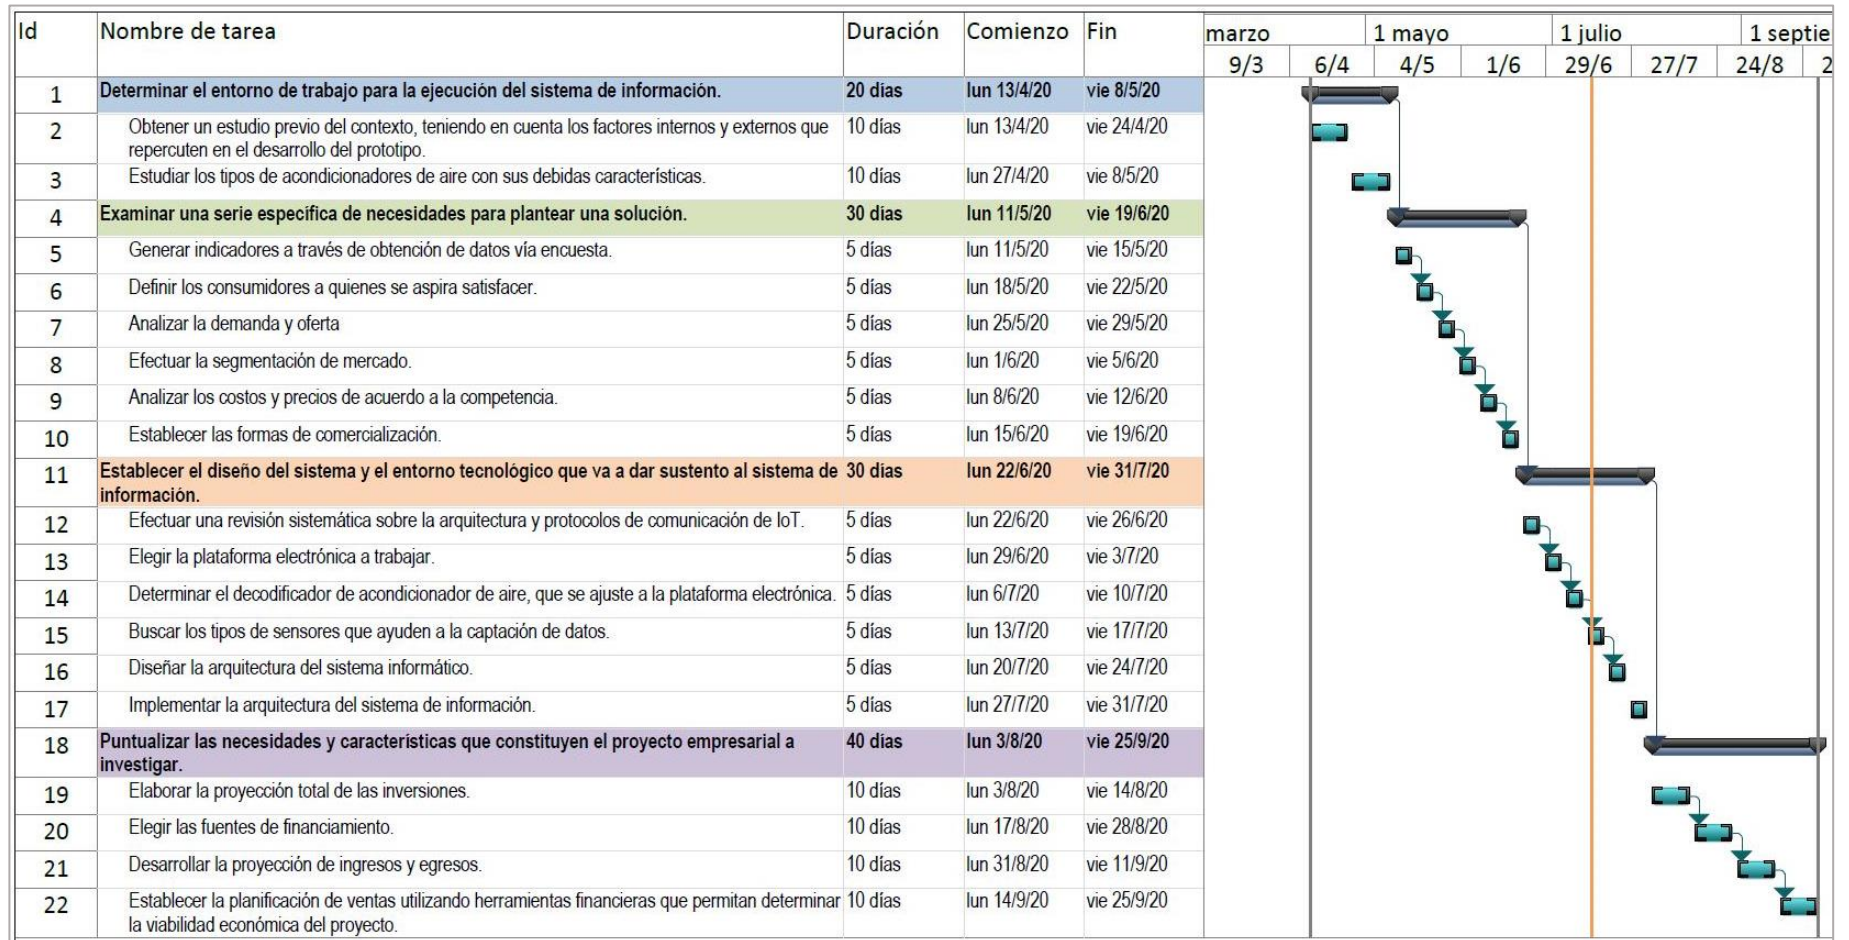 Id Nombre de tarea Duración Comienzo Fin marzo 1 mayo 1 julio 1 septie
9/3 6/4 4/5 1/6 29/6 27/7 24/8 2
1 Determinar el entorno de trabajo para la ejecución del sistema de información. 20 días lun 13/4/20 vie 8/5/20
2 Obtener un estudio previo del contexto, teniendo en cuenta los factores internos y externos que 10 días lun 13/4/20 vie 24/4/20
repercuten en el desarrollo del prototipo.
3 Estudiar los tipos de acondicionadores de aire con sus debidas características. 10 días lun 27/4/20 vie 8/5/20
4 Examinar una serie específica de necesidades para plantear una solución. 30 días lun 11/5/20 vie 19/6/20
5 Generar indicadores a través de obtención de datos vía encuesta. 5 días lun 11/5/20 vie 15/5/20
6 Definir los consumidores a quienes se aspira satisfacer. 5 días lun 18/5/20 vie 22/5/20
7 Analizar la demanda y oferta 5 días lun 25/5/20 vie 29/5/20
8 Efectuar la segmentación de mercado. 5 días lun 1/6/20 vie 5/6/20
9 Analizar los costos y precios de acuerdo a la competencia. 5 días lun 8/6/20 vie 12/6/20
10 Establecer las formas de comercialización. 5 días lun 15/6/20 vie 19/6/20
11 Establecer el diseño del sistema y el entorno tecnológico que va a dar sustento al sistema de 30 días lun 22/6/20 vie 31/7/20
información.
12 Efectuar una revisión sistemática sobre la arquitectura y protocolos de comunicación de IoT. 5 días lun 22/6/20 vie 26/6/20
13 Elegir la plataforma electrónica a trabajar. 5 días lun 29/6/20 vie 3/7/20
14 Determinar el decodificador de acondicionador de aire, que se ajuste a la plataforma electrónica. 5 días lun 6/7/20 vie 10/7/20
15 Buscar los tipos de sensores que ayuden a la captación de datos. 5 días lun 13/7/20 vie 17/7/20
16 Diseñar la arquitectura del sistema informático. 5 días lun 20/7/20 vie 24/7/20
17 Implementar la arquitectura del sistema de información. 5 días lun 27/7/20 vie 31/7/20
18 Puntualizar las necesidades y características que constituyen el proyecto empresarial a 40 días lun 3/8/20 vie 25/9/20
investigar.
19 Elaborar la proyección total de las inversiones. 10 días lun 3/8/20 vie 14/8/20
20 Elegir las fuentes de financiamiento. 10 días lun 17/8/20 vie 28/8/20
21 Desarrollar la proyección de ingresos y egresos. 10 días lun 31/8/20 vie 11/9/20
22 Establecer la planificación de ventas utilizando herramientas financieras que permitan determinar 10 días lun 14/9/20 vie 25/9/20
la viabilidad económica del proyecto.